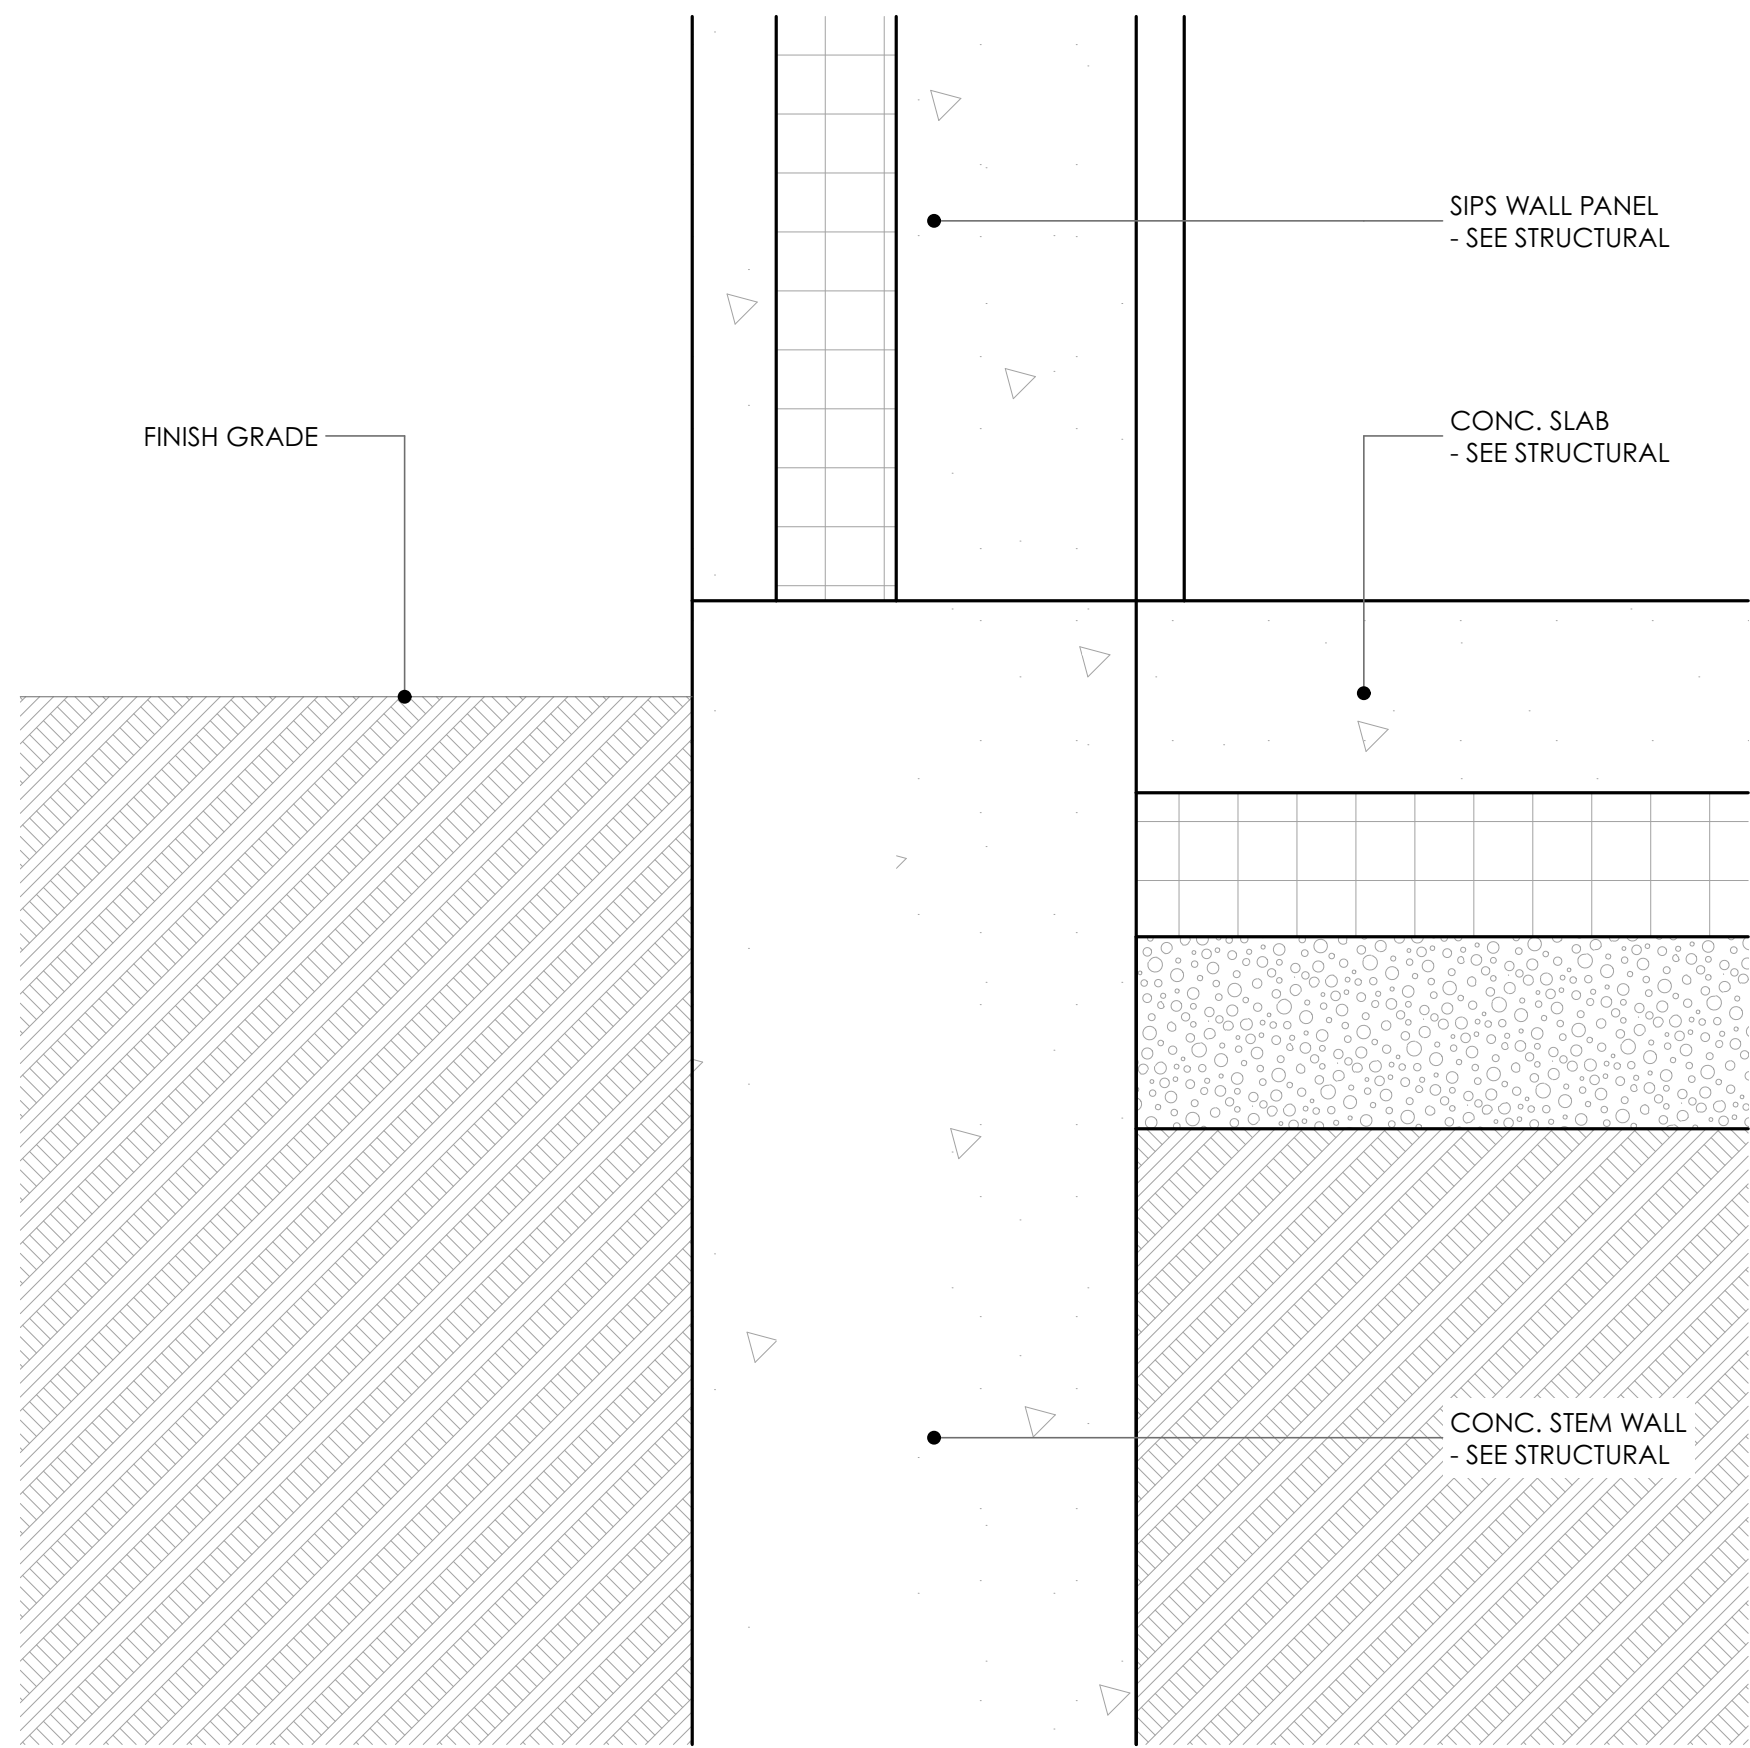 SIPS WALL PANEL
- SEE STRUCTURAL
FINISH GRADE
CONC. SLAB
- SEE STRUCTURAL
CONC. STEM WALL
- SEE STRUCTURAL